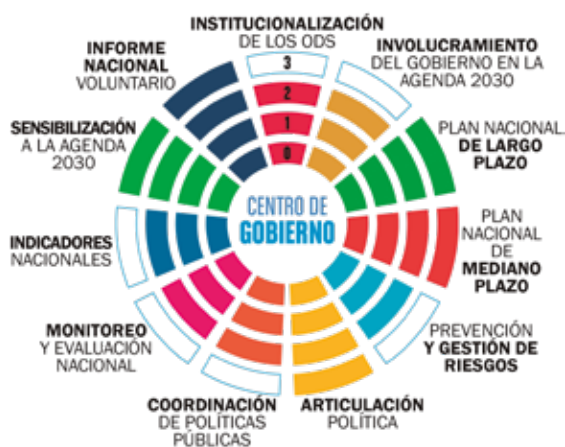 INSTITUCIONALIZACIÓN
DE LOS ODS
INVOLUCRAMIENTO
DEL GOBIERNO EN LA
AGENDA 2030
PLAN NACIONAL
DE LARGO
PLAZO
PLAN
NACIONAL
DE
MEDIANO
PLAZO
PREVENCIÓN
Y GESTIÓN DE
RIESGOS
ARTICULACIÓN
POLÍTICA
COORDINACIÓN
DE POLÍTICAS
PÚBLICAS
MONITOREO
Y EVALUACIÓN
NACIONAL
INDICADORES
NACIONALES
SENSIBILIZACIÓN
A LA AGENDA
2030
INFORME
NACIONAL
VOLUNTARIO
3
2
1
0
CENTRO DE
GOBIERNO